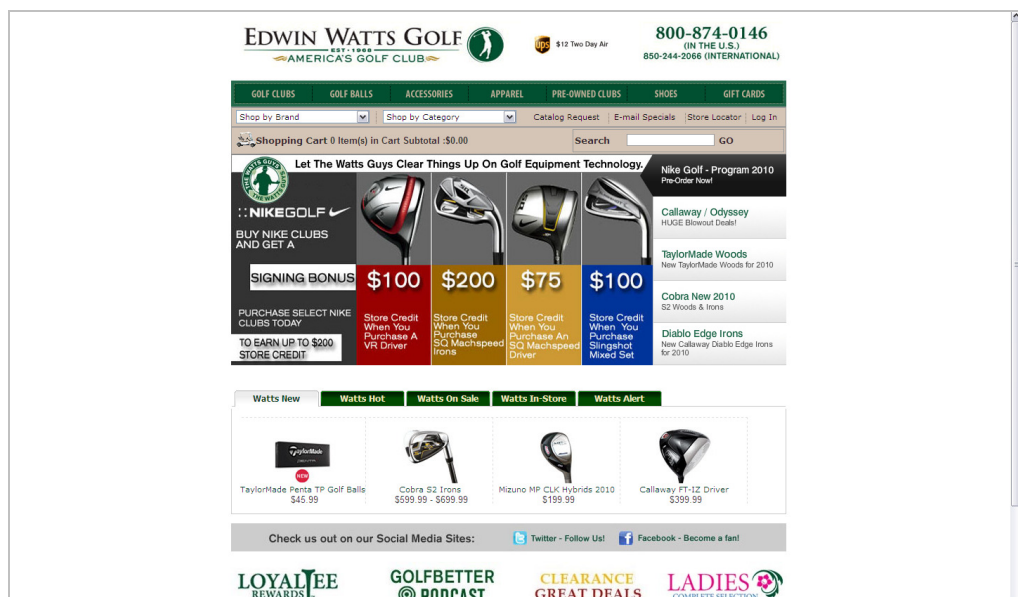 EDWIN WATTS GOLF
EST • 1968
AMERICA'S GOLF CLUB
ups $12 Two Day Air
800-874-0146
(IN THE U.S.)
850-244-2066 (INTERNATIONAL)
GOLF CLUBS GOLF BALLS ACCESSORIES APPAREL PRE-OWNED CLUBS SHOES GIFT CARDS
Shop by Brand Shop by Category Catalog Request E-mail Specials Store Locator Log In
Shopping Cart 0 Item(s) in Cart Subtotal :$0.00 Search GO
THE WATTS GUYS
Let The Watts Guys Clear Things Up On Golf Equipment Technology.
::NIKEGOLF
BUY NIKE CLUBS
AND GET A
SIGNING BONUS
PURCHASE SELECT NIKE
CLUBS TODAY
TO EARN UP TO $200
STORE CREDIT
$100
Store Credit
When You
Purchase A
VR Driver
$200
Store Credit
When You
Purchase
SQ Machspeed
Irons
$75
Store Credit
When You
Purchase An
SQ Machspeed
Driver
$100
Store Credit
When You
Purchase
Slingshot
Mixed Set
Nike Golf - Program 2010
Pre-Order Now!
Callaway / Odyssey
HUGE Blowout Deals!
TaylorMade Woods
New TaylorMade Woods for 2010
Cobra New 2010
S2 Woods & Irons
Diablo Edge Irons
New Callaway Diablo Edge Irons
for 2010
Watts New Watts Hot Watts On Sale Watts In-Store Watts Alert
TaylorMade
NEW
TaylorMade Penta TP Golf Balls
$45.99
Cobra S2 Irons
$599.99 - $699.99
Mizuno MP CLK Hybrids 2010
$199.99
Callaway FT-IZ Driver
$399.99
Check us out on our Social Media Sites: Twitter - Follow Us! Facebook - Become a fan!
LOYALTEE
REWARDS
GOLFBETTER
PODCAST
CLEARANCE
GREAT DEALS
LADIES
COMPLETE SELECTION